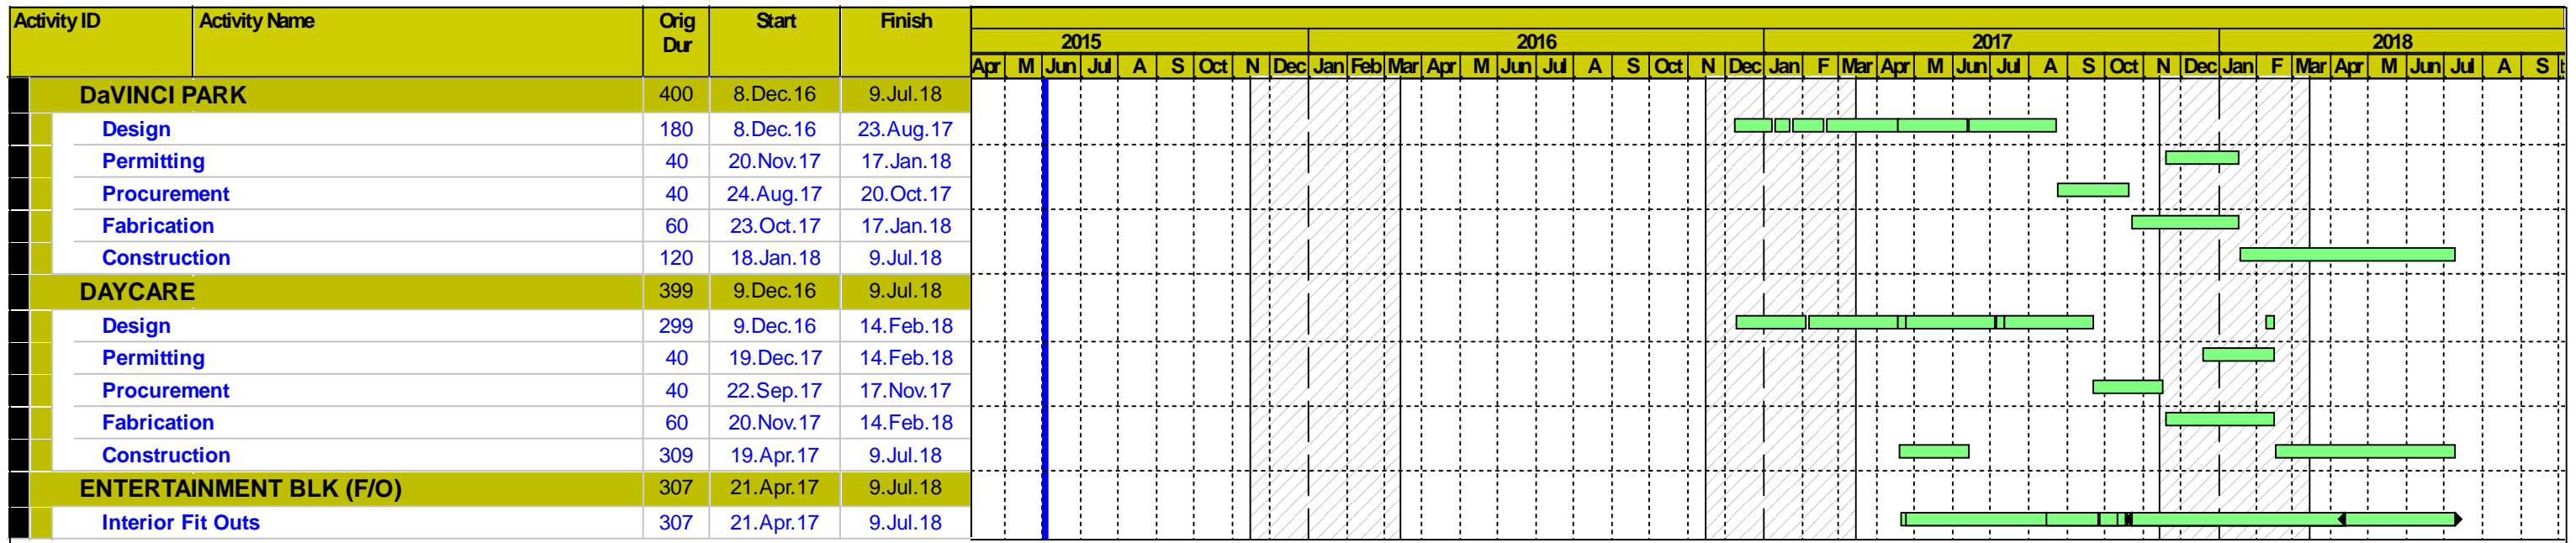 Activity ID Activity Name Orig Dur Start Finish
2015 2016 2017 2018
Apr M Jun Jul A S Oct N Dec Jan Feb Mar Apr M Jun Jul A S Oct N Dec Jan F Mar Apr M Jun Jul A S Oct N Dec Jan F Mar Apr M Jun Jul A S
DaVINCI PARK 400 8.Dec.16 9.Jul.18
Design 180 8.Dec.16 23.Aug.17
Permitting 40 20.Nov.17 17.Jan.18
Procurement 40 24.Aug.17 20.Oct.17
Fabrication 60 23.Oct.17 17.Jan.18
Construction 120 18.Jan.18 9.Jul.18
DAYCARE 399 9.Dec.16 9.Jul.18
Design 299 9.Dec.16 14.Feb.18
Permitting 40 19.Dec.17 14.Feb.18
Procurement 40 22.Sep.17 17.Nov.17
Fabrication 60 20.Nov.17 14.Feb.18
Construction 309 19.Apr.17 9.Jul.18
ENTERTAINMENT BLK (F/O) 307 21.Apr.17 9.Jul.18
Interior Fit Outs 307 21.Apr.17 9.Jul.18